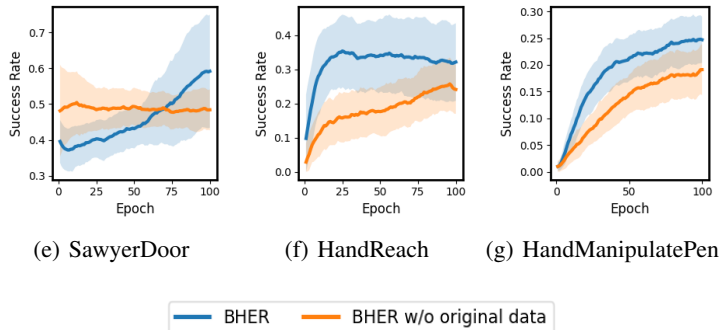 0.7
0.6
0.5
0.4
0.3
Success Rate
0 25 50 75 100
Epoch
(e) SawyerDoor
0.4
0.3
0.2
0.1
0.0
Success Rate
0 25 50 75 100
Epoch
(f) HandReach
0.30
0.25
0.20
0.15
0.10
0.05
0.00
Success Rate
0 50 100
Epoch
(g) HandManipulatePen
BHER BHER w/o original data